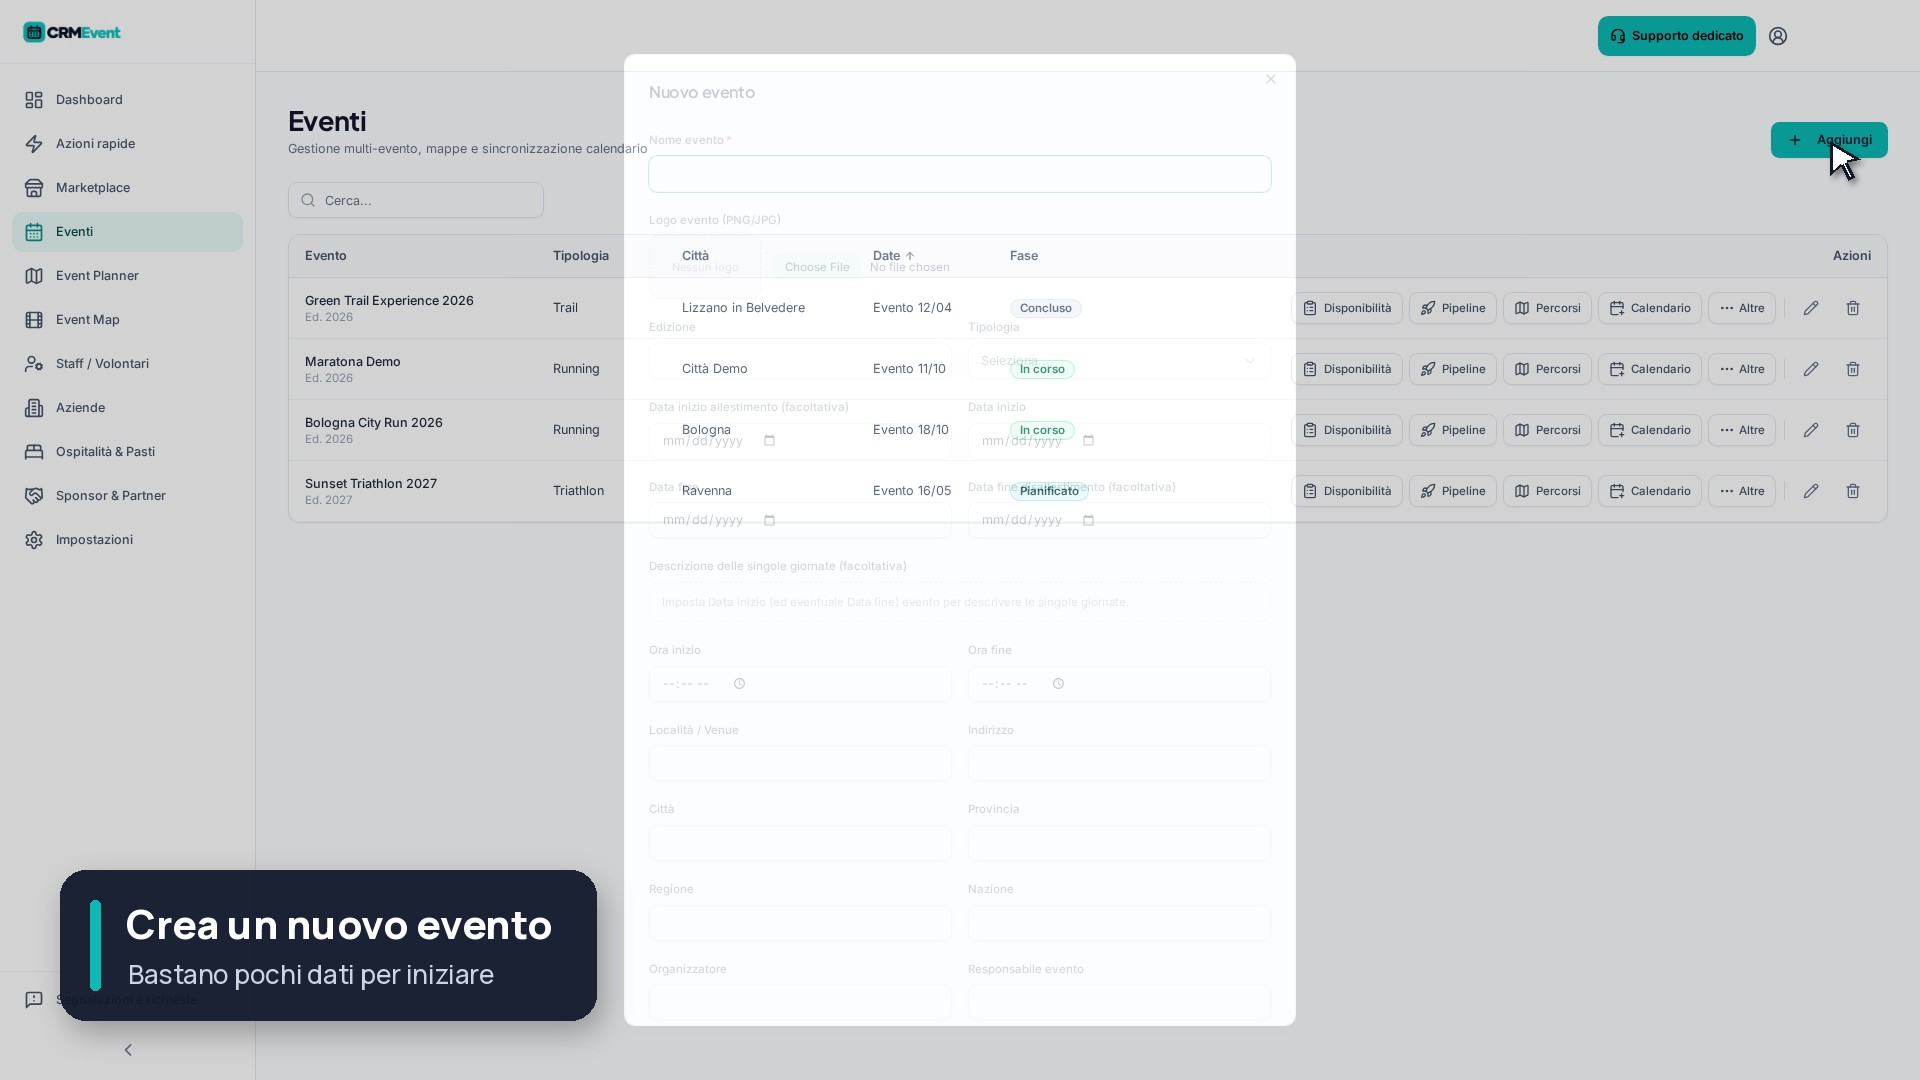 CRMEvent
Supporto dedicato
Dashboard
Azioni rapide
Marketplace
Eventi
Event Planner
Event Map
Staff / Volontari
Aziende
Ospitalità & Pasti
Sponsor & Partner
Impostazioni
Segnalazioni e richieste
Eventi
Gestione multi-evento, mappe e sincronizzazione calendario
Aggiungi
Cerca...
Evento Tipologia Città Date Fase Azioni
Green Trail Experience 2026
Ed. 2026
Trail Lizzano in Belvedere Evento 12/04 Concluso Disponibilità Pipeline Percorsi Calendario Altre
Maratona Demo
Ed. 2026
Running Città Demo Evento 11/10 In corso Disponibilità Pipeline Percorsi Calendario Altre
Bologna City Run 2026
Ed. 2026
Running Bologna Evento 18/10 In corso Disponibilità Pipeline Percorsi Calendario Altre
Sunset Triathlon 2027
Ed. 2027
Triathlon Ravenna Evento 16/05 Pianificato Disponibilità Pipeline Percorsi Calendario Altre
Nuovo evento
Nome evento *
Logo evento (PNG/JPG)
Nessun logo Choose File No file chosen
Edizione Tipologia
Seleziona...
Data inizio allestimento (facoltativa) Data inizio
mm/dd/yyyy mm/dd/yyyy
Data fine Data fine disallestimento (facoltativa)
mm/dd/yyyy mm/dd/yyyy
Descrizione delle singole giornate (facoltativa)
Imposta Data inizio (ed eventuale Data fine) evento per descrivere le singole giornate.
Ora inizio Ora fine
--:-- -- --:-- --
Località / Venue Indirizzo
Città Provincia
Regione Nazione
Organizzatore Responsabile evento
Crea un nuovo evento
Bastano pochi dati per iniziare